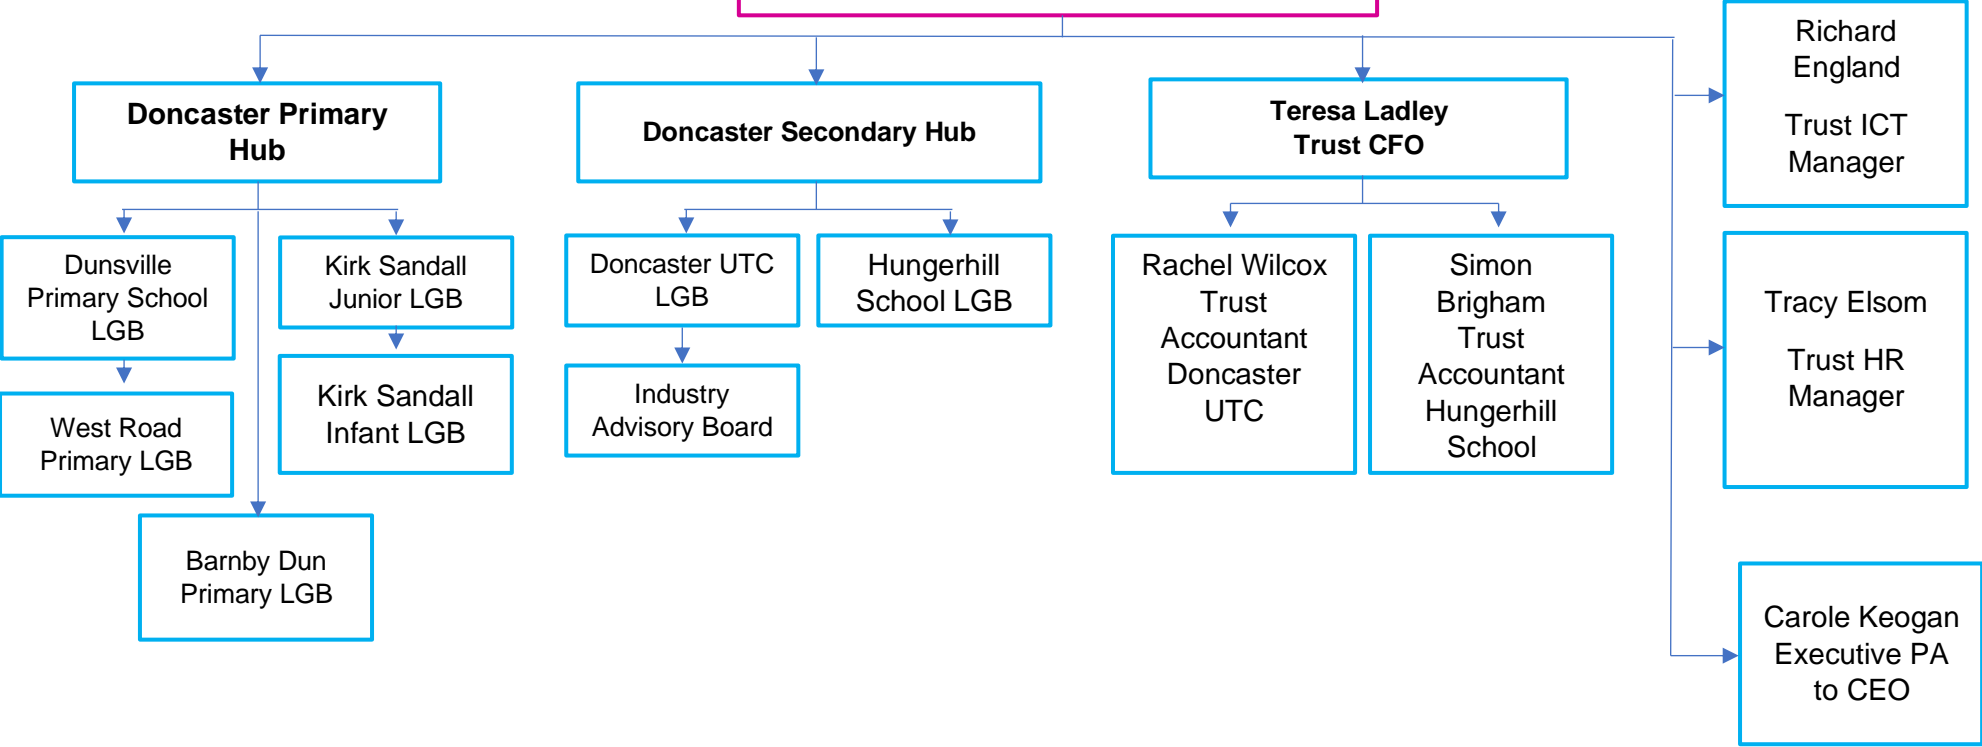 Richard
England
Trust ICT
Manager
Doncaster Primary
Hub
Doncaster Secondary Hub
Teresa Ladley
Trust CFO
Dunsville
Primary School
LGB
Kirk Sandall
Junior LGB
Doncaster UTC
LGB
Hungerhill
School LGB
Rachel Wilcox
Trust
Accountant
Doncaster
UTC
Simon
Brigham
Trust
Accountant
Hungerhill
School
Tracy Elsom
Trust HR
Manager
West Road
Primary LGB
Kirk Sandall
Infant LGB
Industry
Advisory Board
Barnby Dun
Primary LGB
Carole Keogan
Executive PA
to CEO